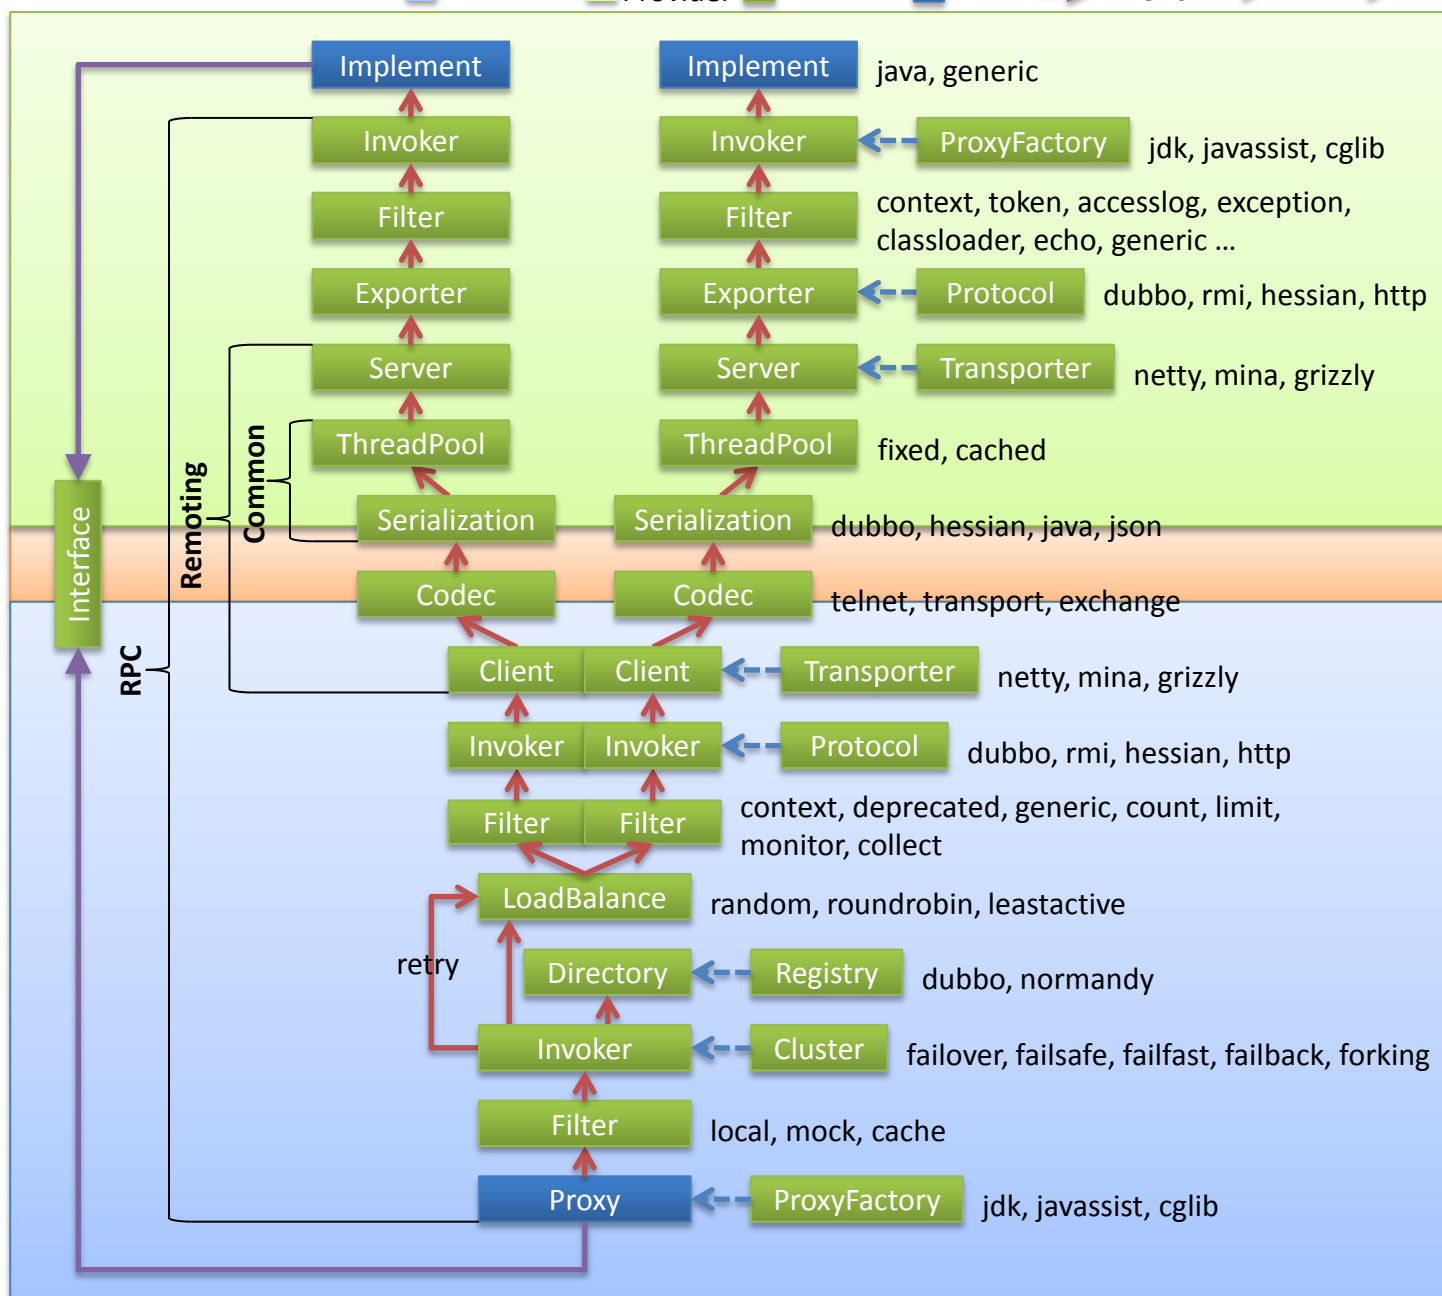 Provider
Implement
Implement
java, generic
Invoker
Invoker
ProxyFactory
jdk, javassist, cglib
Filter
Filter
context, token, accesslog, exception,
classloader, echo, generic ...
Exporter
Exporter
Protocol
dubbo, rmi, hessian, http
Server
Server
Transporter
netty, mina, grizzly
ThreadPool
ThreadPool
fixed, cached
Common
Remoting
Serialization
Serialization
dubbo, hessian, java, json
Interface
Codec
Codec
telnet, transport, exchange
RPC
Client
Client
Transporter
netty, mina, grizzly
Invoker
Invoker
Protocol
dubbo, rmi, hessian, http
Filter
Filter
context, deprecated, generic, count, limit,
monitor, collect
LoadBalance
random, roundrobin, leastactive
retry
Directory
Registry
dubbo, normandy
Invoker
Cluster
failover, failsafe, failfast, failback, forking
Filter
local, mock, cache
Proxy
ProxyFactory
jdk, javassist, cglib